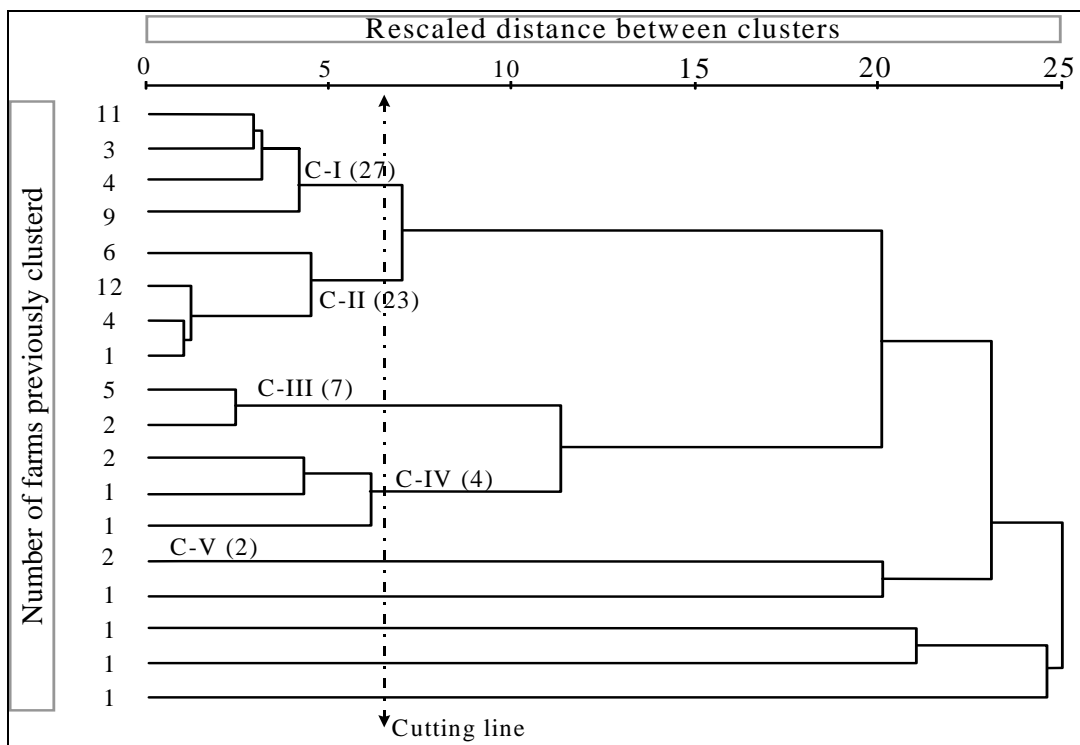 Rescaled distance between clusters
0 5 10 15 20 25
Number of farms previously clusterd
11
3
4
9
6
12
4
1
5
2
2
1
1
2
1
1
1
1
C-I (27)
C-II (23)
C-III (7)
C-IV (4)
C-V (2)
Cutting line